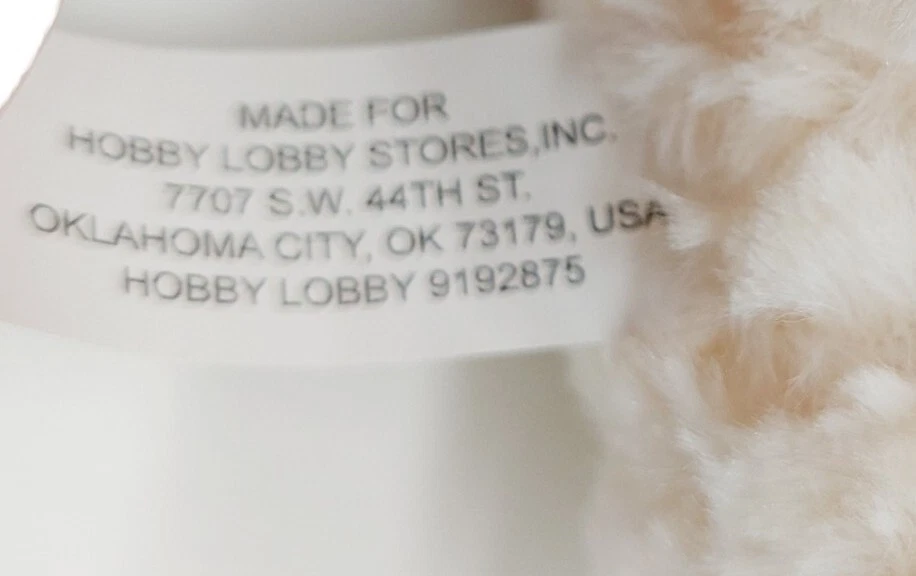 MADE FOR
HOBBY LOBBY STORES,INC.
7707 S.W. 44TH ST.
OKLAHOMA CITY, OK 73179, USA
HOBBY LOBBY 9192875